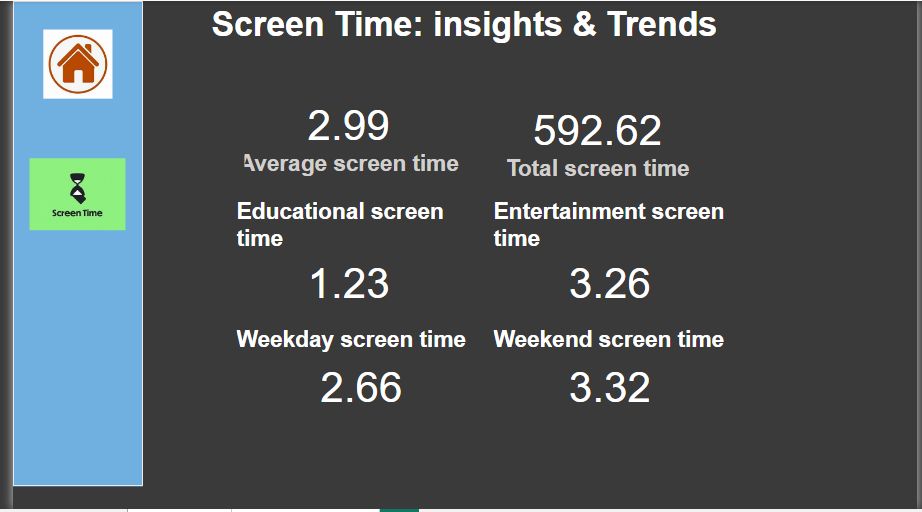 Screen Time: insights & Trends
2.99
Average screen time
592.62
Total screen time
Screen Time
Educational screen
time
1.23
Entertainment screen
time
3.26
Weekday screen time
2.66
Weekend screen time
3.32